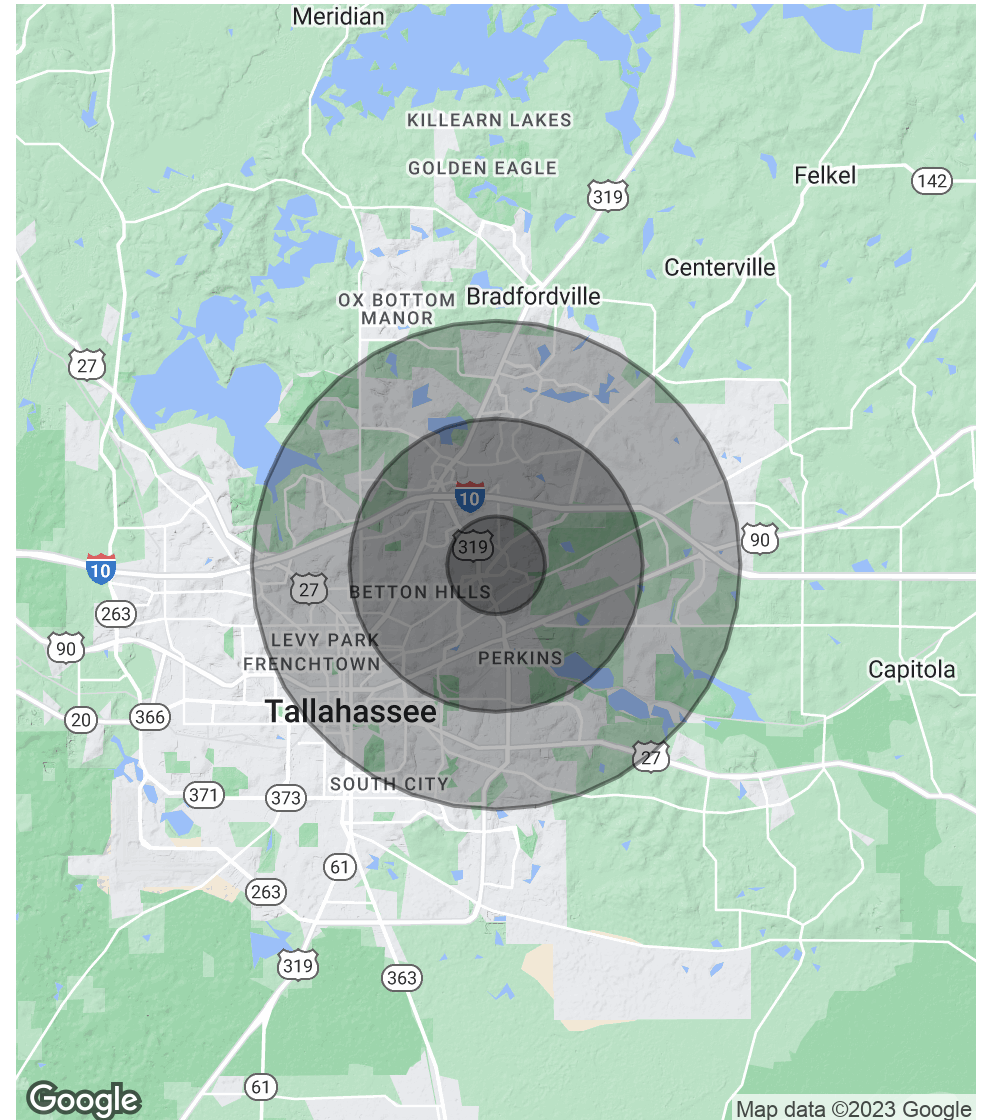 Meridian
KILLEARN LAKES
GOLDEN EAGLE
Felkel
142
319
Centerville
OX BOTTOM
MANOR
Bradfordville
27
10
319
90
10
27
BETTON HILLS
263
90
LEVY PARK
FRENCHTOWN
PERKINS
Capitola
20
366
Tallahassee
27
SOUTH CITY
371
373
61
263
319
363
61
Google
Map data ©2023 Google